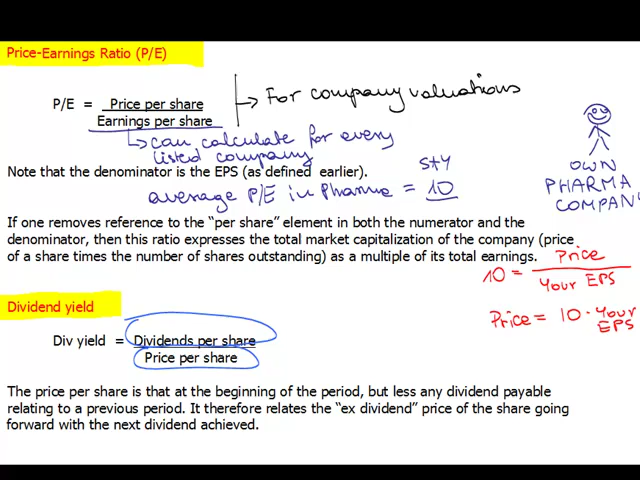 Price-Earnings Ratio (P/E)
P/E = Price per share
Earnings per share
→ For company valuations
→ can calculate for every
listed company
Note that the denominator is the EPS (as defined earlier).
average P/E in Pharma = 10
OWN
PHARMA
COMPAN
If one removes reference to the "per share" element in both the numerator and the
denominator, then this ratio expresses the total market capitalization of the company (price
of a share times the number of shares outstanding) as a multiple of its total earnings.
10 = Price
Your EPS
Price = 10 · Your
EPS
Dividend yield
Div yield = Dividends per share
Price per share
The price per share is that at the beginning of the period, but less any dividend payable
relating to a previous period. It therefore relates the "ex dividend" price of the share going
forward with the next dividend achieved.